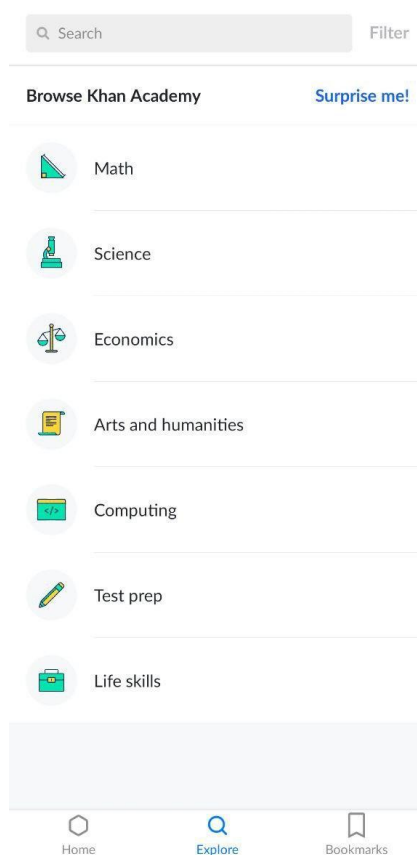 Search
Filter
Browse Khan Academy
Surprise me!
Math
Science
Economics
Arts and humanities
Computing
</>
Test prep
Life skills
Home
Explore
Bookmarks